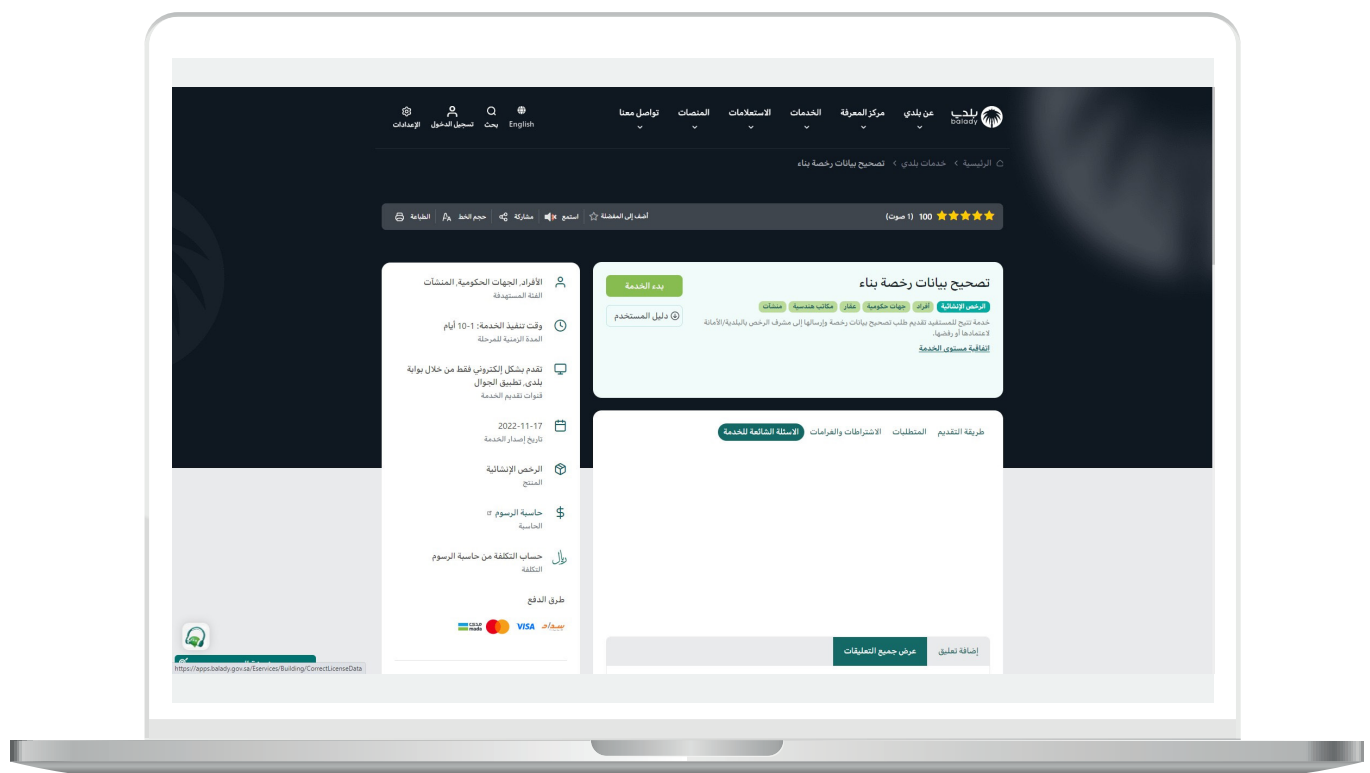 بلدي
balady
عن بلدي
مركز المعرفة
الخدمات
الاستعلامات
المنصات
تواصل معنا
English
بحث
تسجيل الدخول
الإعدادات
الرئيسية > خدمات بلدي > تصحيح بيانات رخصة بناء
100 (1 صوت)
أضف إلى المفضلة
استمع
مشاركة
حجم الخط
الطباعة
تصحيح بيانات رخصة بناء
بدء الخدمة
الرخص الإنشائية أفراد جهات حكومية عقار مكاتب هندسية منشآت
دليل المستخدم
خدمة تتيح للمستفيد تقديم طلب تصحيح بيانات رخصة وإرسالها إلى مشرف الرخص بالبلدية/الأمانة
لاعتمادها أو رفضها.
اتفاقية مستوى الخدمة
طريقة التقديم
المتطلبات
الاشتراطات والغرامات
الاسئلة الشائعة للخدمة
إضافة تعليق
عرض جميع التعليقات
الأفراد, الجهات الحكومية, المنشآت
الفئة المستهدفة
وقت تنفيذ الخدمة: 1-10 أيام
المدة الزمنية للمرحلة
تقدم بشكل إلكتروني فقط من خلال بوابة
بلدي, تطبيق الجوال
قنوات تقديم الخدمة
2022-11-17
تاريخ إصدار الخدمة
الرخص الإنشائية
المنتج
حاسبة الرسوم
الحاسبة
حساب التكلفة من حاسبة الرسوم
التكلفة
طرق الدفع
سداد
VISA
مدى
mada
https://apps.balady.gov.sa/Eservices/Building/CorrectLicenseData